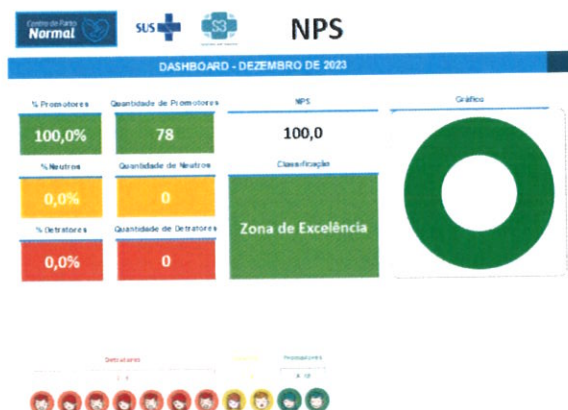 Centro de Parto
Normal
SUS
S3
NPS
DASHBOARD - DEZEMBRO DE 2023
% Promotores
Quantidade de Promotores
NPS
Gráfico
100,0%
78
100,0
% Neutros
Quantidade de Neutros
Classificação
0,0%
0
Zona de Excelência
% Detratores
Quantidade de Detratores
0,0%
0
Detratores
Promotores